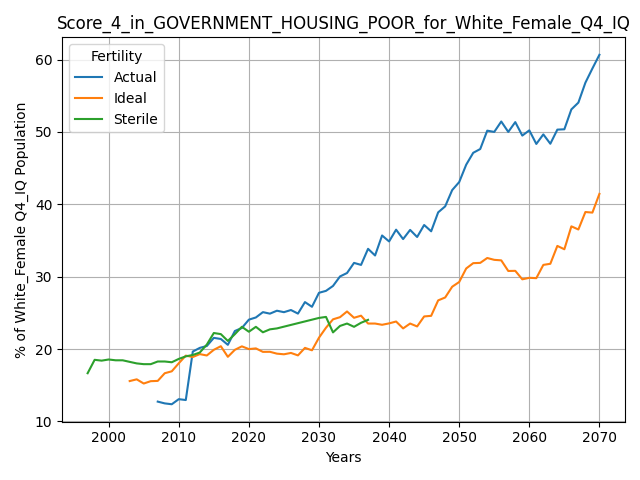 Score_4_in_GOVERNMENT_HOUSING_POOR_for_White_Female_Q4_IQ
Fertility
Actual
Ideal
Sterile
% of White_Female Q4_IQ Population
60
50
40
30
20
10
2000 2010 2020 2030 2040 2050 2060 2070
Years